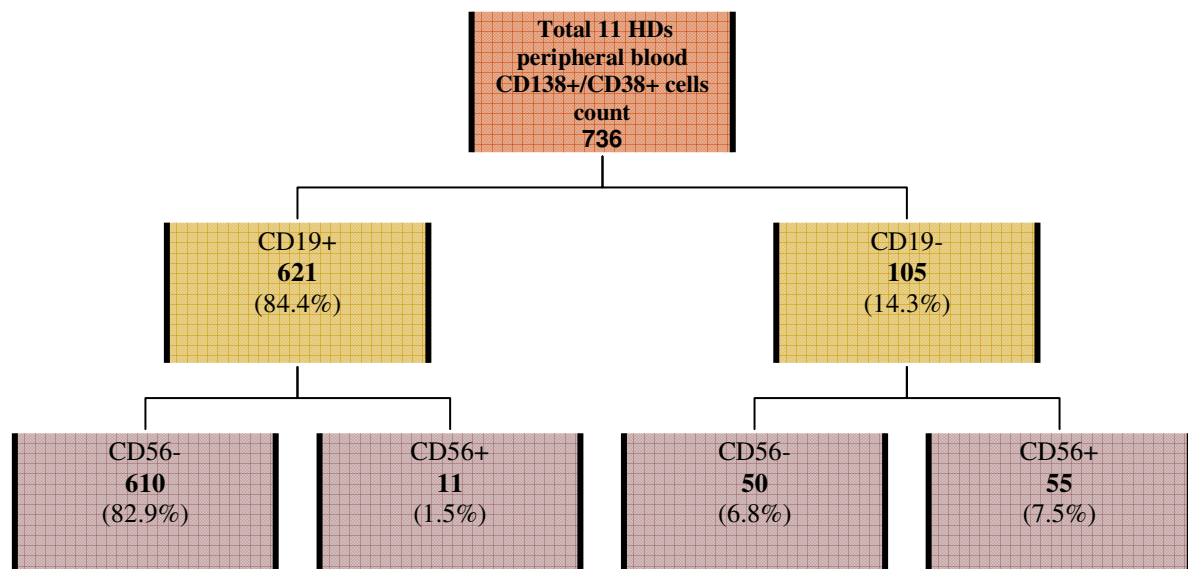 Total 11 HDs
peripheral blood
CD138+/CD38+ cells
count
736
CD19+
621
(84.4%)
CD19-
105
(14.3%)
CD56-
610
(82.9%)
CD56+
11
(1.5%)
CD56-
50
(6.8%)
CD56+
55
(7.5%)